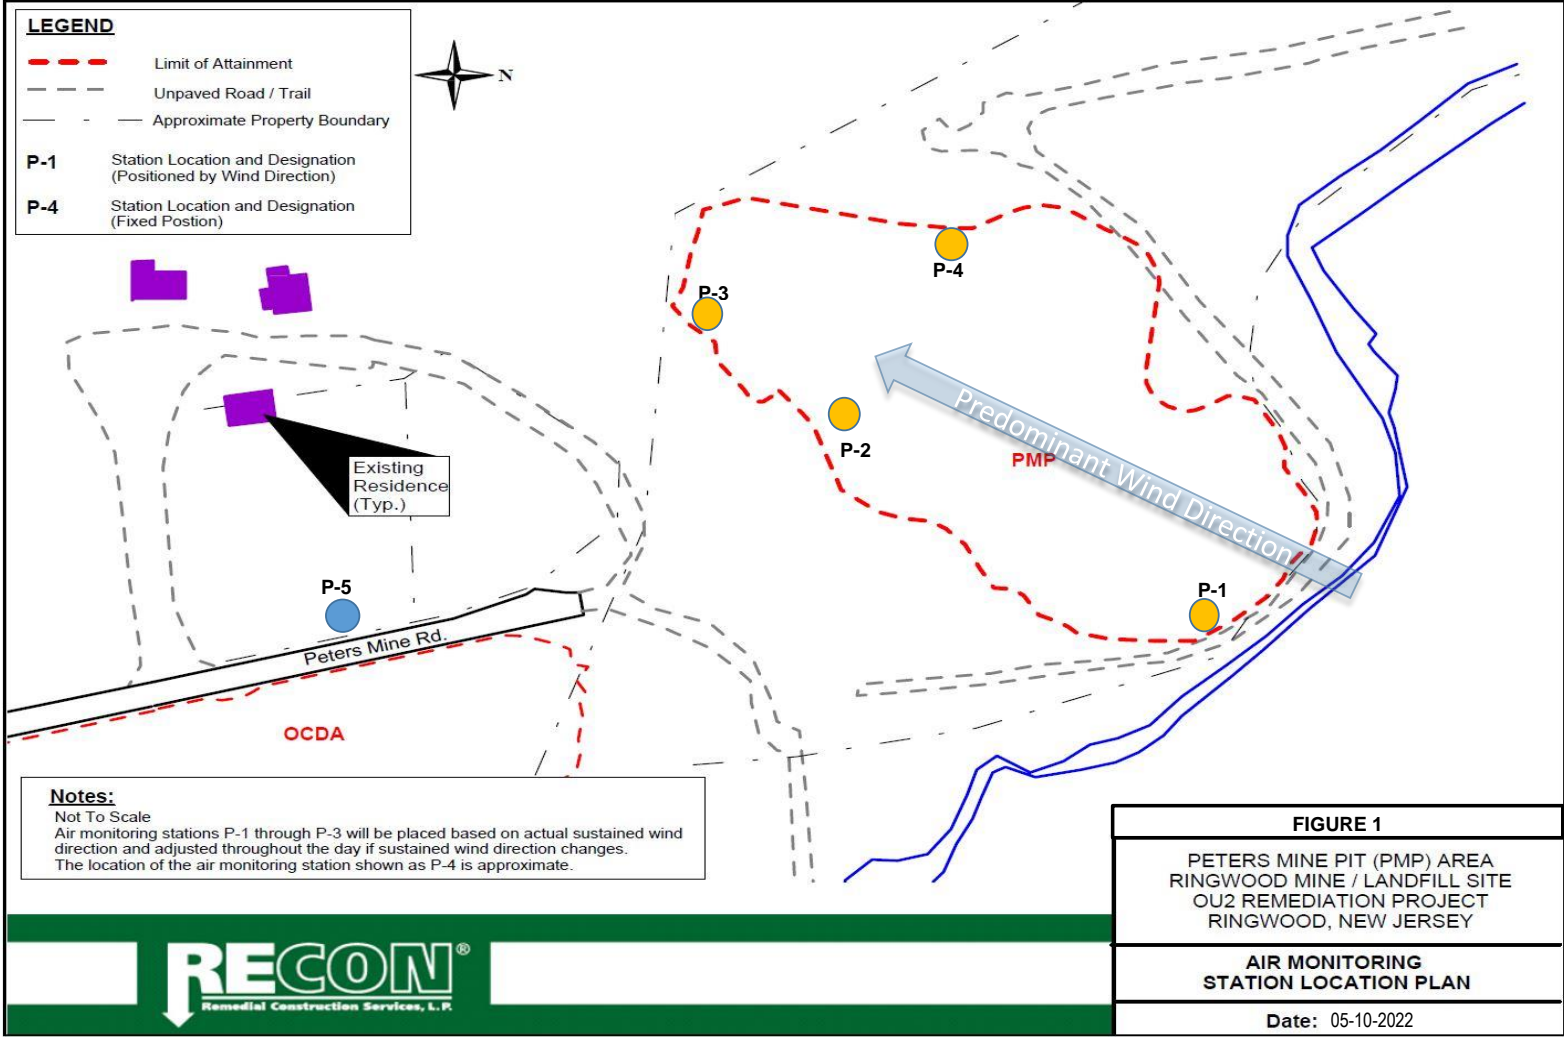 LEGEND
Limit of Attainment
Unpaved Road / Trail
Approximate Property Boundary
P-1
Station Location and Designation
(Positioned by Wind Direction)
P-4
Station Location and Designation
(Fixed Postion)
N
P-3
P-4
P-2
Predominant Wind Direction
PMP
Existing
Residence
(Typ.)
P-5
P-1
Peters Mine Rd.
OCDA
Notes:
Not To Scale
Air monitoring stations P-1 through P-3 will be placed based on actual sustained wind
direction and adjusted throughout the day if sustained wind direction changes.
The location of the air monitoring station shown as P-4 is approximate.
RECON®
Remedial Construction Services, L.P.
FIGURE 1
PETERS MINE PIT (PMP) AREA
RINGWOOD MINE / LANDFILL SITE
OU2 REMEDIATION PROJECT
RINGWOOD, NEW JERSEY
AIR MONITORING
STATION LOCATION PLAN
Date: 05-10-2022